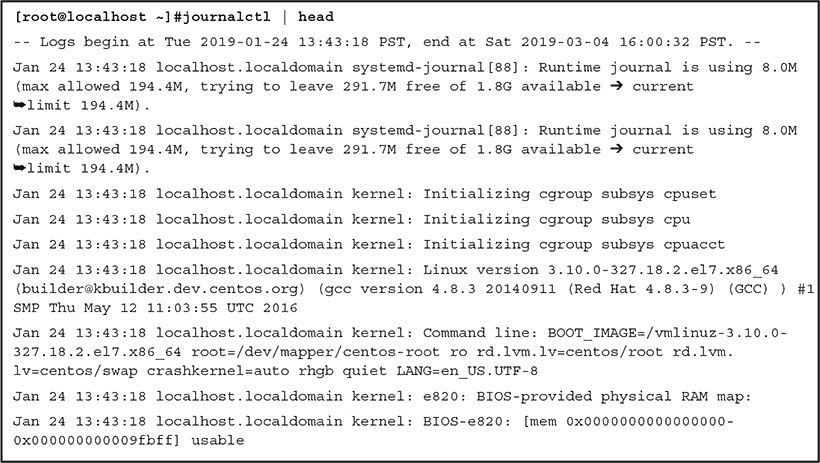 [root@localhost ~]#journalctl | head
-- Logs begin at Tue 2019-01-24 13:43:18 PST, end at Sat 2019-03-04 16:00:32 PST. --
Jan 24 13:43:18 localhost.localdomain systemd-journal[88]: Runtime journal is using 8.0M
(max allowed 194.4M, trying to leave 291.7M free of 1.8G available ➔ current
➥limit 194.4M).
Jan 24 13:43:18 localhost.localdomain systemd-journal[88]: Runtime journal is using 8.0M
(max allowed 194.4M, trying to leave 291.7M free of 1.8G available ➔ current
➥limit 194.4M).
Jan 24 13:43:18 localhost.localdomain kernel: Initializing cgroup subsys cpuset
Jan 24 13:43:18 localhost.localdomain kernel: Initializing cgroup subsys cpu
Jan 24 13:43:18 localhost.localdomain kernel: Initializing cgroup subsys cpuacct
Jan 24 13:43:18 localhost.localdomain kernel: Linux version 3.10.0-327.18.2.el7.x86_64
(builder@kbuilder.dev.centos.org) (gcc version 4.8.3 20140911 (Red Hat 4.8.3-9) (GCC) ) #1
SMP Thu May 12 11:03:55 UTC 2016
Jan 24 13:43:18 localhost.localdomain kernel: Command line: BOOT_IMAGE=/vmlinuz-3.10.0-
327.18.2.el7.x86_64 root=/dev/mapper/centos-root ro rd.lvm.lv=centos/root rd.lvm.
lv=centos/swap crashkernel=auto rhgb quiet LANG=en_US.UTF-8
Jan 24 13:43:18 localhost.localdomain kernel: e820: BIOS-provided physical RAM map:
Jan 24 13:43:18 localhost.localdomain kernel: BIOS-e820: [mem 0x0000000000000000-
0x000000000009fbff] usable